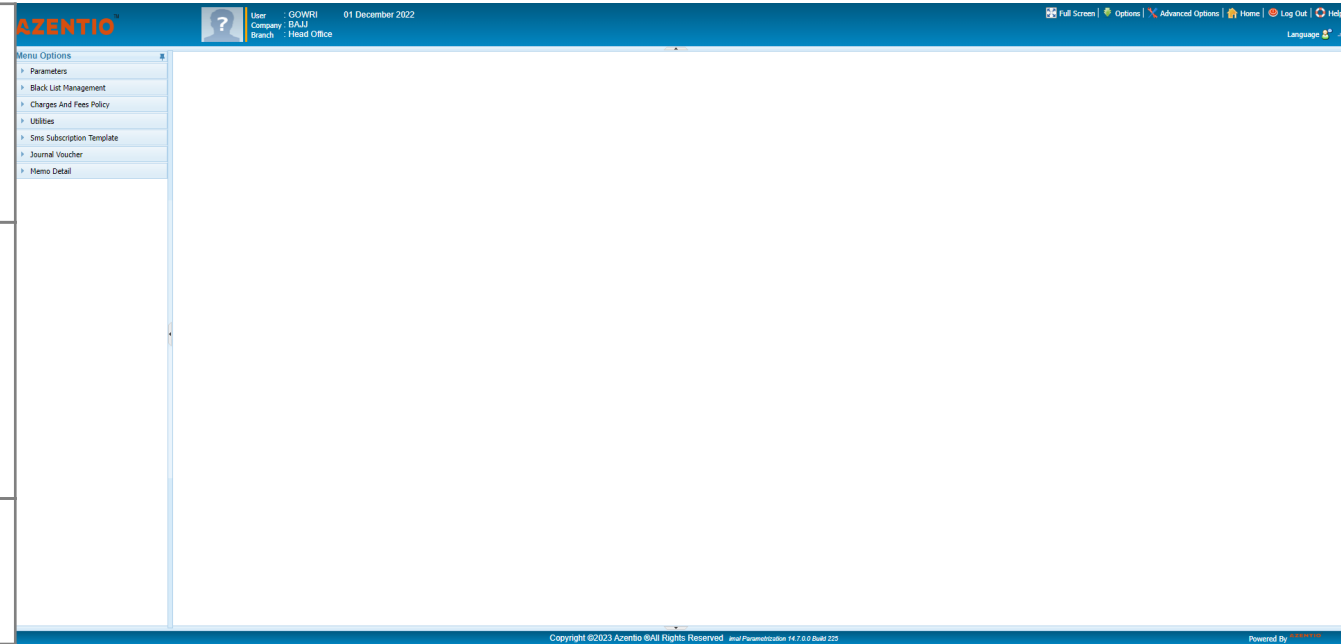 AZENTIO™
?
User : GOWRI 01 December 2022
Company : BAJJ
Branch : Head Office
Full Screen | Options | Advanced Options | Home | Log Out | Help
Language
Menu Options
Parameters
Black List Management
Charges And Fees Policy
Utilities
Sms Subscription Template
Journal Voucher
Memo Detail
Copyright ©2023 Azentio ®All Rights Reserved imal Parametrization 14.7.0.0 Build 225
Powered By AZENTIO